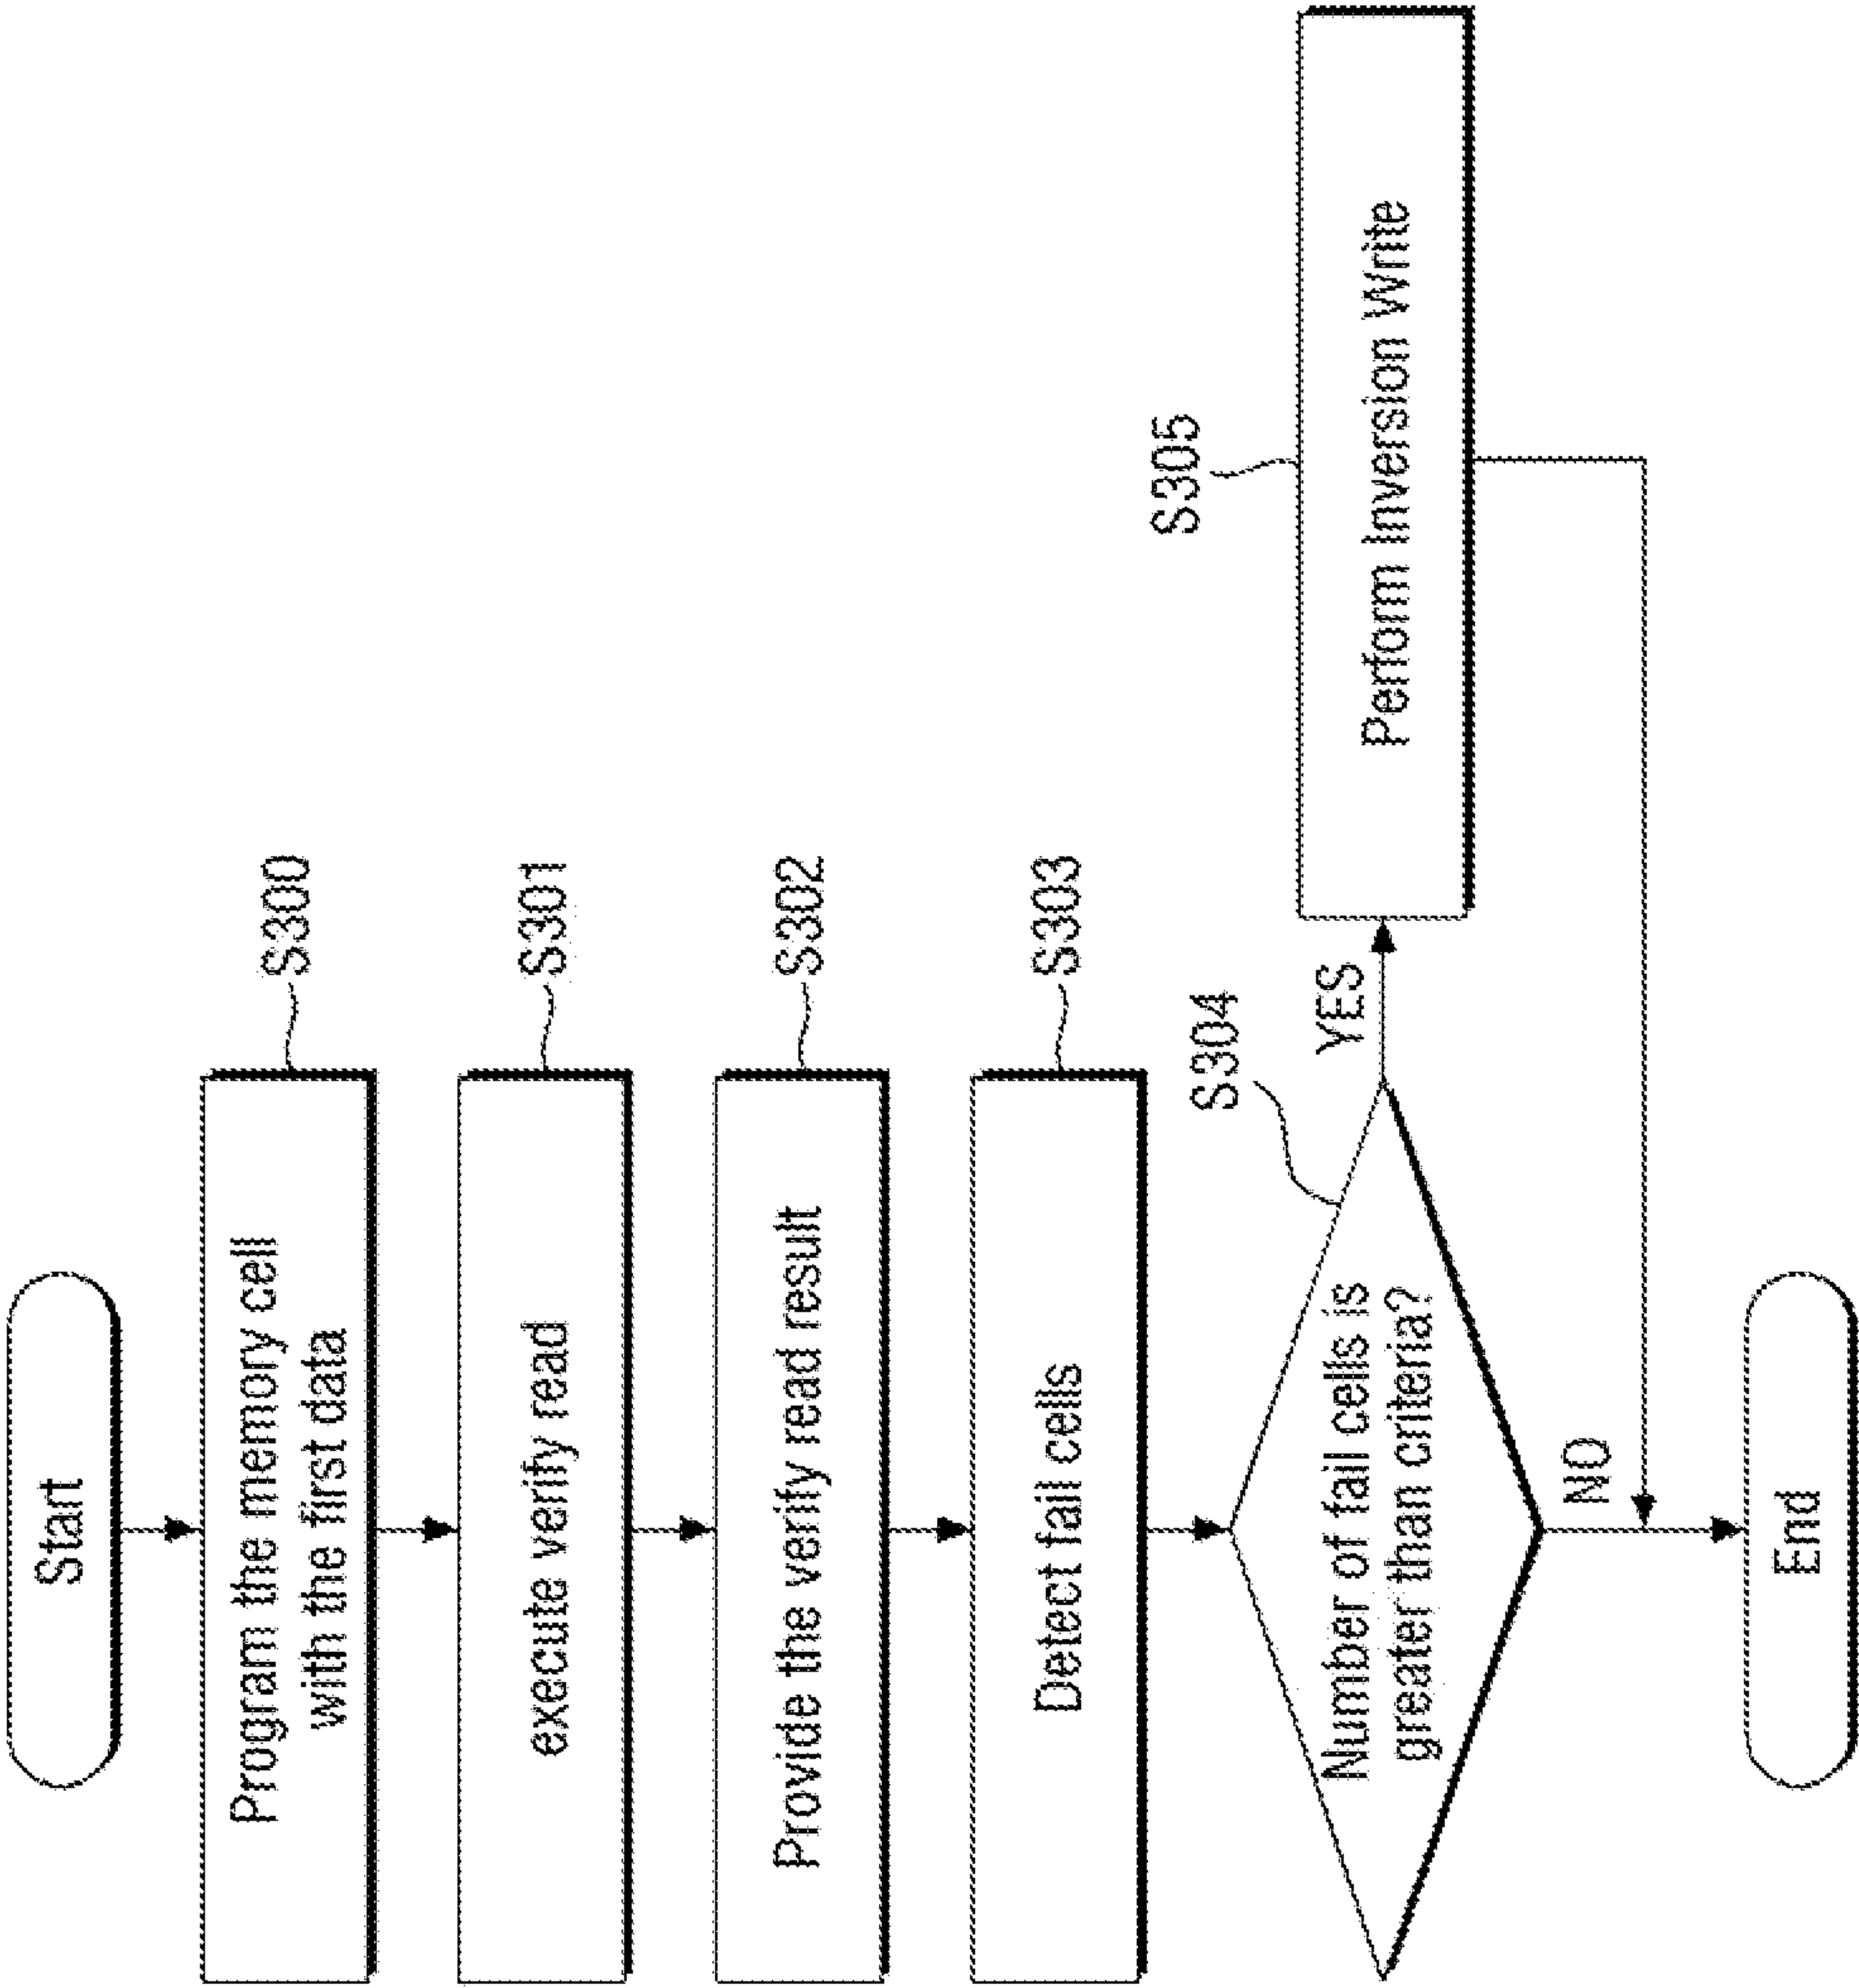 Start
Program the memory cell
with the first data
S300
execute verify read
S301
Provide the verify read result
S302
Detect fail cells
S303
Number of fail cells is
greater than criteria?
S304
YES
Perform Inversion Write
S305
NO
End